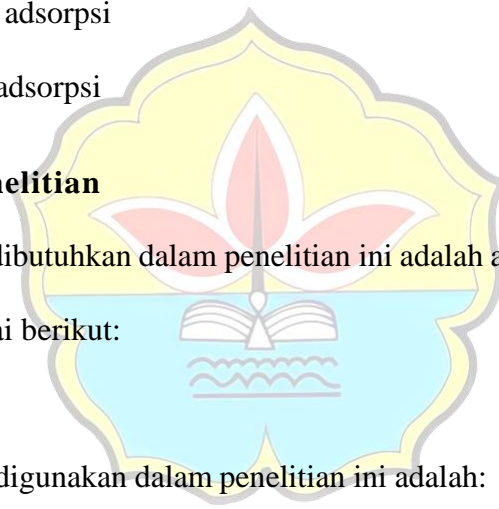 adsorpsi
adsorpsi
nelitian
dibutuhkan dalam penelitian ini adalah a
ai berikut:
digunakan dalam penelitian ini adalah: